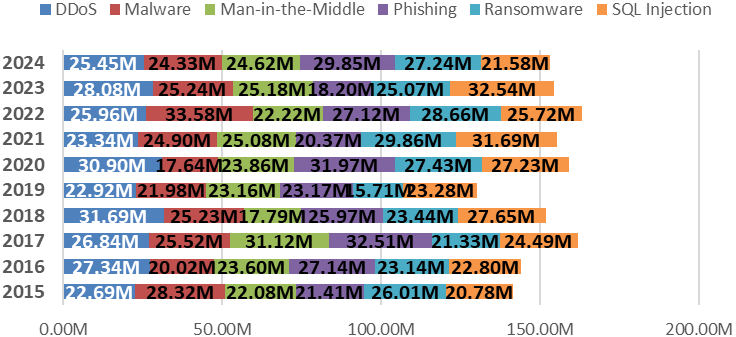 DDoS Malware Man-in-the-Middle Phishing Ransomware SQL Injection
2024 25.45M 24.33M 24.62M 29.85M 27.24M 21.58M
2023 28.08M 25.24M 25.18M 18.20M 25.07M 32.54M
2022 25.96M 33.58M 22.22M 27.12M 28.66M 25.72M
2021 23.34M 24.90M 25.08M 20.37M 29.86M 31.69M
2020 30.90M 17.64M 23.86M 31.97M 27.43M 27.23M
2019 22.92M 21.98M 23.16M 23.17M 15.71M 23.28M
2018 31.69M 25.23M 17.79M 25.97M 23.44M 27.65M
2017 26.84M 25.52M 31.12M 32.51M 21.33M 24.49M
2016 27.34M 20.02M 23.60M 27.14M 23.14M 22.80M
2015 22.69M 28.32M 22.08M 21.41M 26.01M 20.78M
0.00M 50.00M 100.00M 150.00M 200.00M